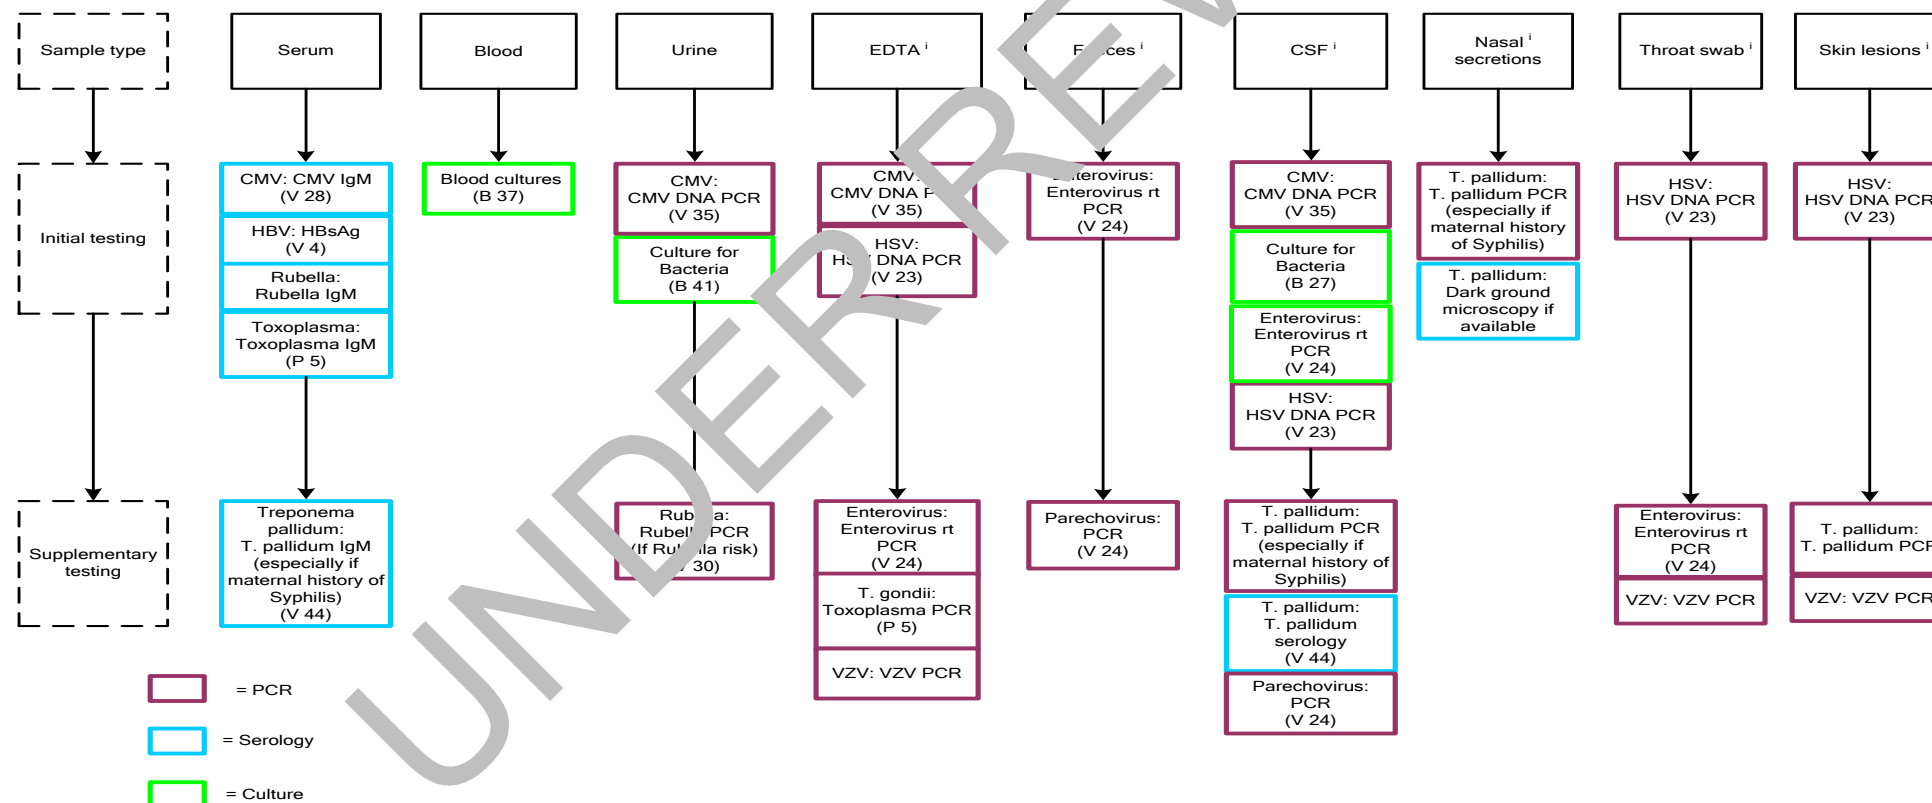 Sample type
Serum
Blood
Urine
EDTA i
CSF i
Nasal i
secretions
Throat swab i
Skin lesions i
Initial testing
CMV: CMV IgM
(V 28)
HBV: HBsAg
(V 4)
Rubella:
Rubella IgM
Toxoplasma:
Toxoplasma IgM
(P 5)
Blood cultures
(B 37)
CMV:
CMV DNA PCR
(V 35)
Culture for
Bacteria
(B 41)
CMV:
CMV DNA
(V 35)
HSV:
DNA PCR
(V 23)
Enterovirus rt
PCR
(V 24)
CMV:
CMV DNA PCR
(V 35)
Culture for
Bacteria
(B 27)
Enterovirus:
Enterovirus rt
PCR
(V 24)
HSV:
HSV DNA PCR
(V 23)
T. pallidum:
T. pallidum PCR
(especially if
maternal history
of Syphilis)
T. pallidum:
Dark ground
microscopy if
available
HSV:
HSV DNA PCR
(V 23)
HSV:
HSV DNA PCR
(V 23)
Supplementary
testing
Treponema
pallidum:
T. pallidum IgM
(especially if
maternal history of
Syphilis)
(V 44)
PCR
(If risk)
30)
Enterovirus:
Enterovirus rt
PCR
(V 24)
T. gondii:
Toxoplasma PCR
(P 5)
VZV: VZV PCR
Parechovirus:
PCR
(V 24)
T. pallidum:
T. pallidum PCR
(especially if
maternal history of
Syphilis)
T. pallidum:
T. pallidum
serology
(V 44)
Parechovirus:
PCR
(V 24)
Enterovirus:
Enterovirus rt
PCR
(V 24)
VZV: VZV PCR
T. pallidum:
T. pallidum PCR
VZV: VZV PCR
= PCR
= Serology
= Culture
UNDER REV